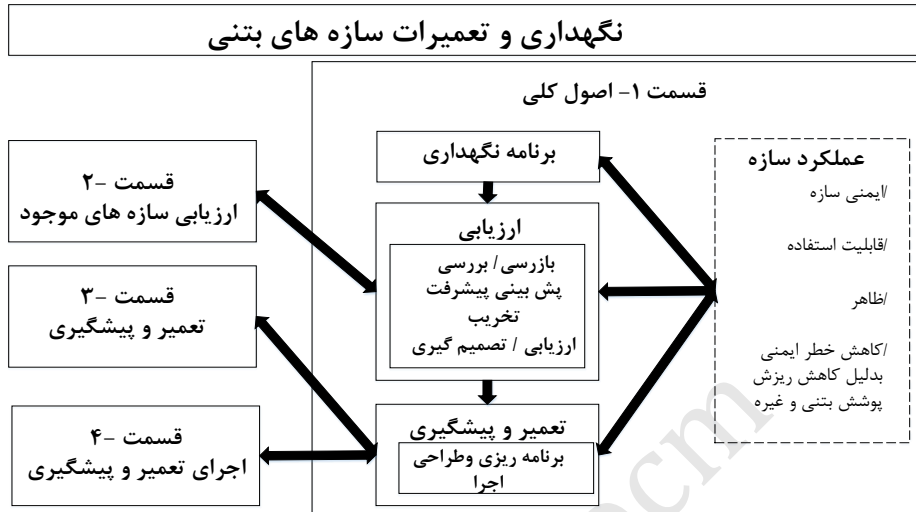 نگهداری و تعمیرات سازه های بتنی
قسمت ۱- اصول کلی
برنامه نگهداری
ارزیابی
بازرسی / بررسی
پش بینی پیشرفت
تخریب
ارزیابی / تصمیم گیری
تعمیر و پیشگیری
برنامه ریزی وطراحی
اجرا
عملکرد سازه
/ایمنی سازه
/قابلیت استفاده
/ظاهر
/کاهش خطر ایمنی
بدلیل کاهش ریزش
پوشش بتنی و غیره
قسمت -۲
ارزیابی سازه های موجود
قسمت -۳
تعمیر و پیشگیری
قسمت -۴
اجرای تعمیر و پیشگیری